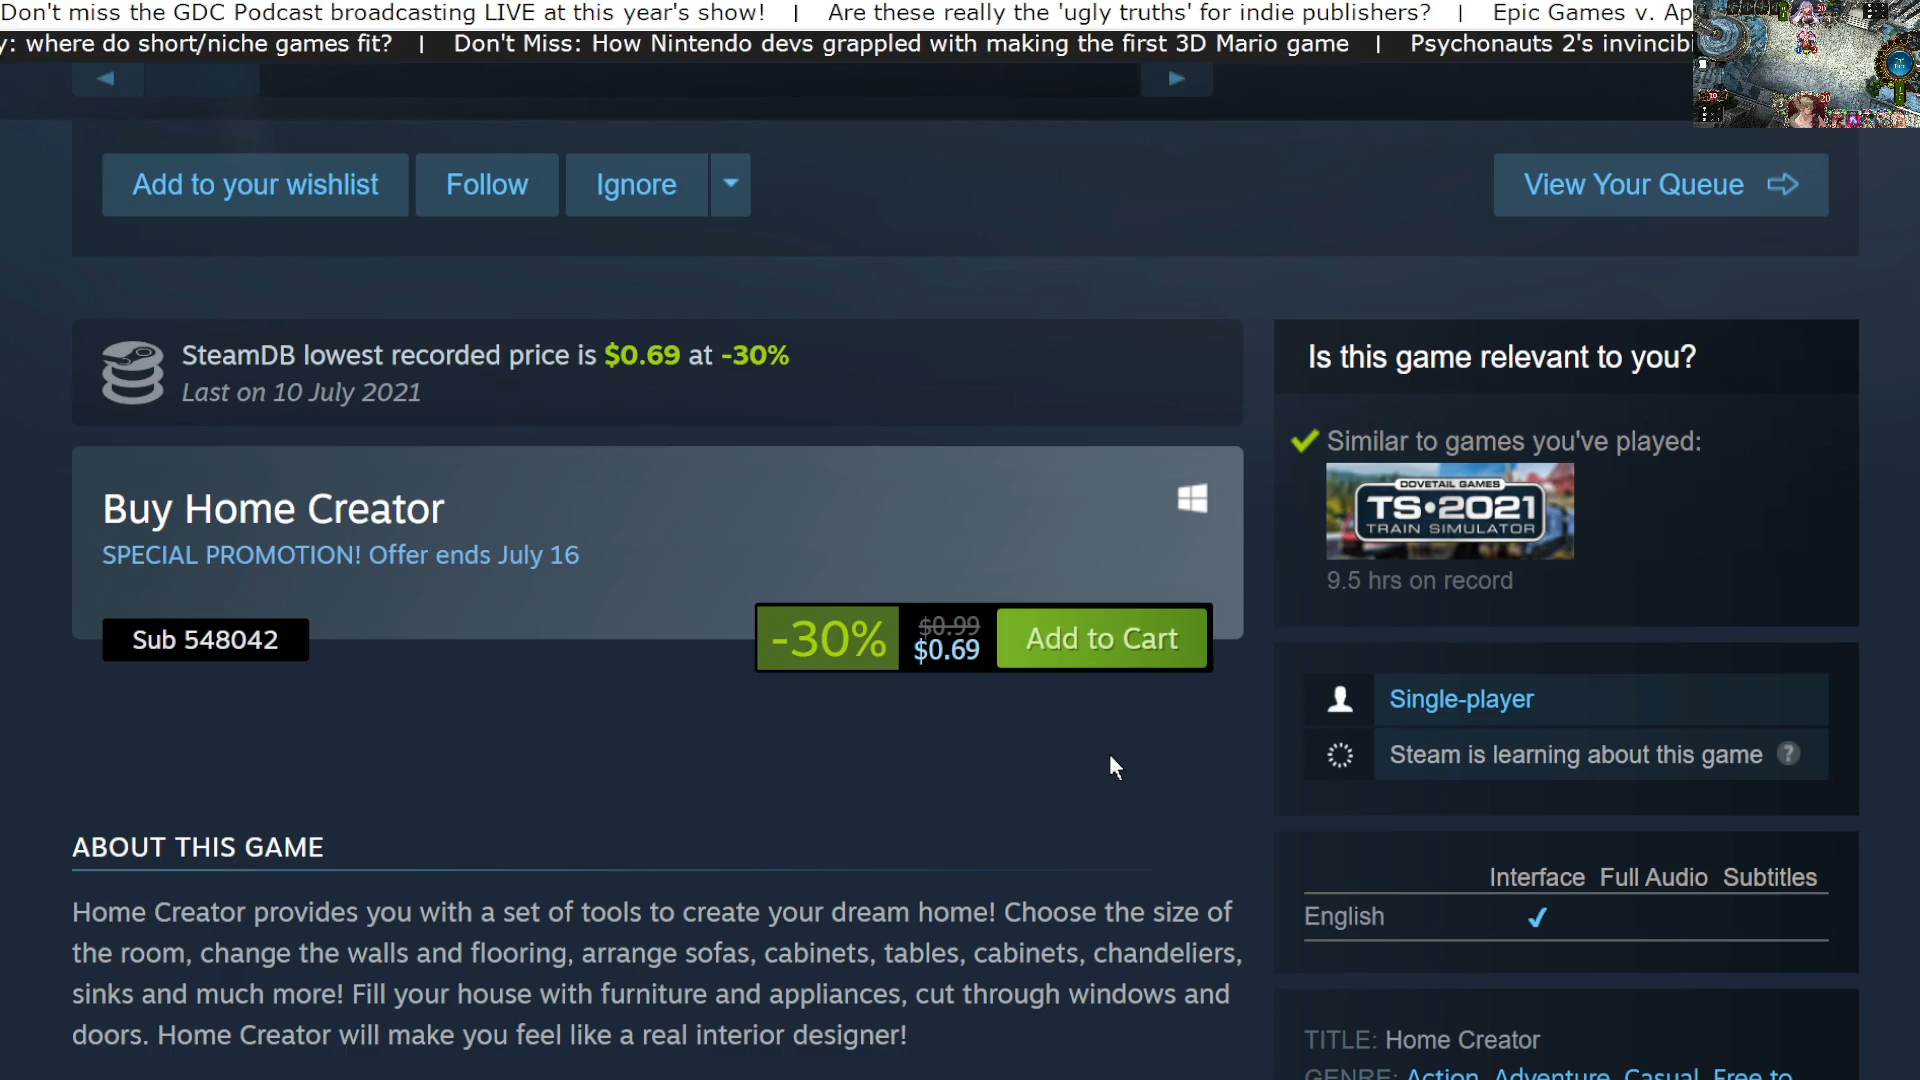 Don't miss the GDC Podcast broadcasting LIVE at this year's show! | Are these really the 'ugly truths' for indie publishers? | Epic Games v. Ap
y: where do short/niche games fit? | Don't Miss: How Nintendo devs grappled with making the first 3D Mario game | Psychonauts 2's invincib
Add to your wishlist
Follow
Ignore
View Your Queue
SteamDB lowest recorded price is $0.69 at -30%
Last on 10 July 2021
Buy Home Creator
SPECIAL PROMOTION! Offer ends July 16
Sub 548042
-30%
$0.99
$0.69
Add to Cart
ABOUT THIS GAME
Home Creator provides you with a set of tools to create your dream home! Choose the size of
the room, change the walls and flooring, arrange sofas, cabinets, tables, cabinets, chandeliers,
sinks and much more! Fill your house with furniture and appliances, cut through windows and
doors. Home Creator will make you feel like a real interior designer!
Is this game relevant to you?
Similar to games you've played:
DOVETAIL GAMES
TS•2021
TRAIN SIMULATOR
9.5 hrs on record
Single-player
Steam is learning about this game ?
Interface Full Audio Subtitles
English
TITLE: Home Creator
GENRE: Action, Adventure, Casual, Free to